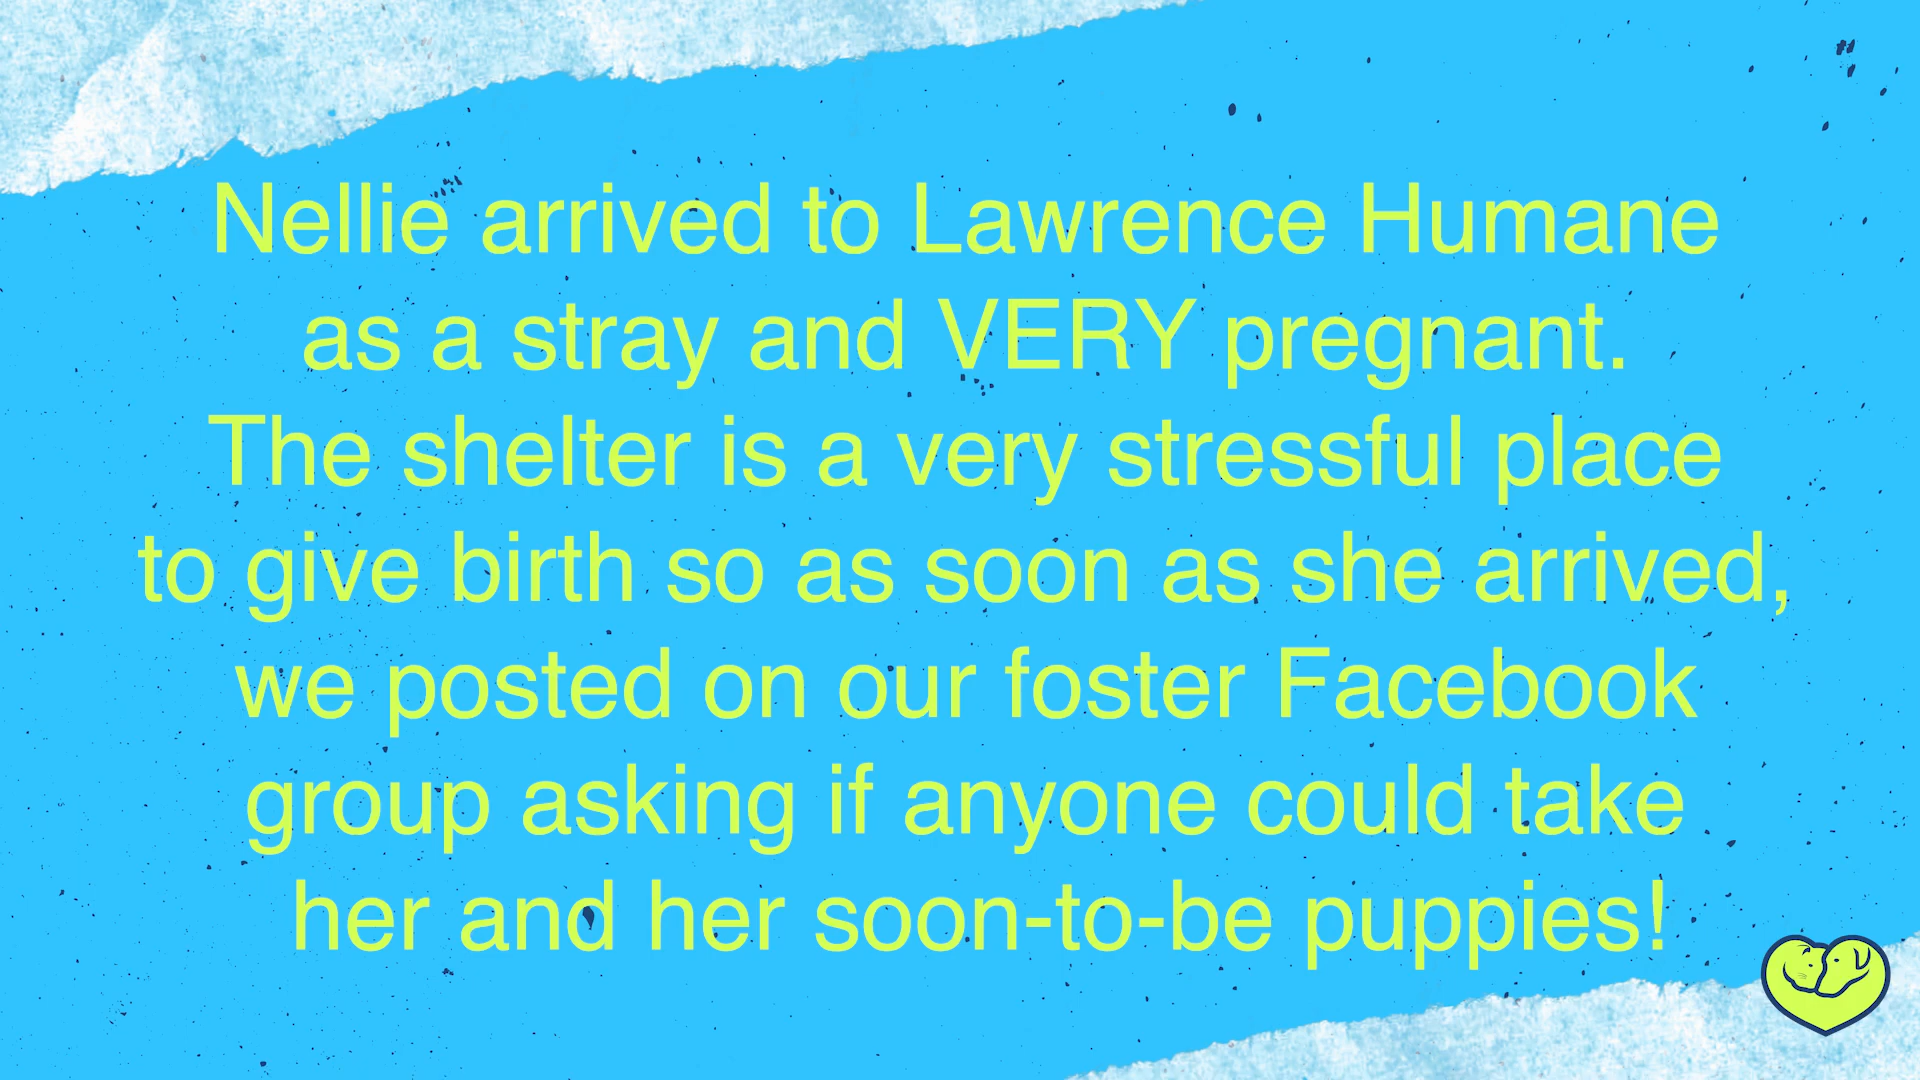 Nellie arrived to Lawrence Humane
as a stray and VERY pregnant.
The shelter is a very stressful place
to give birth so as soon as she arrived,
we posted on our foster Facebook
group asking if anyone could take
her and her soon-to-be puppies!